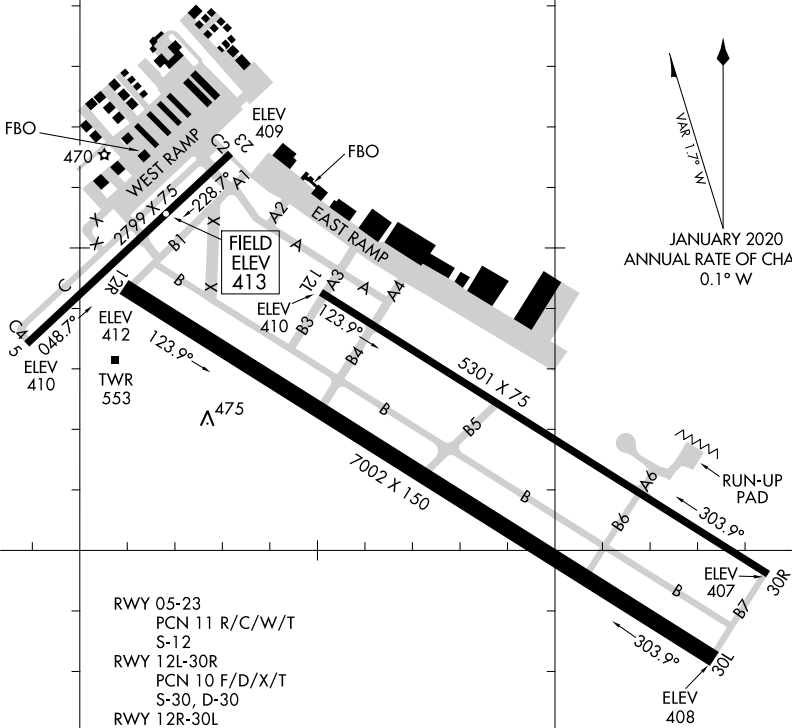 ELEV
409
FBO
470
WEST RAMP
C2
23
FBO
VAR 1.7° W
2799 X 75
228.7°
A1
A2
EAST RAMP
X
X
X
X
B1
A
FIELD
ELEV
413
JANUARY 2020
ANNUAL RATE OF CHA
0.1° W
C
B
12R
12L
A3
A
A4
ELEV
410
123.9°
B3
B4
C4
5
048.7°
ELEV
412
ELEV
410
123.9°
TWR
553
5301 X 75
475
B
B5
7002 X 150
B
A6
RUN-UP
PAD
B6
303.9°
ELEV
407
30R
B
B7
303.9°
30L
ELEV
408
RWY 05-23
PCN 11 R/C/W/T
S-12
RWY 12L-30R
PCN 10 F/D/X/T
S-30, D-30
RWY 12R-30L